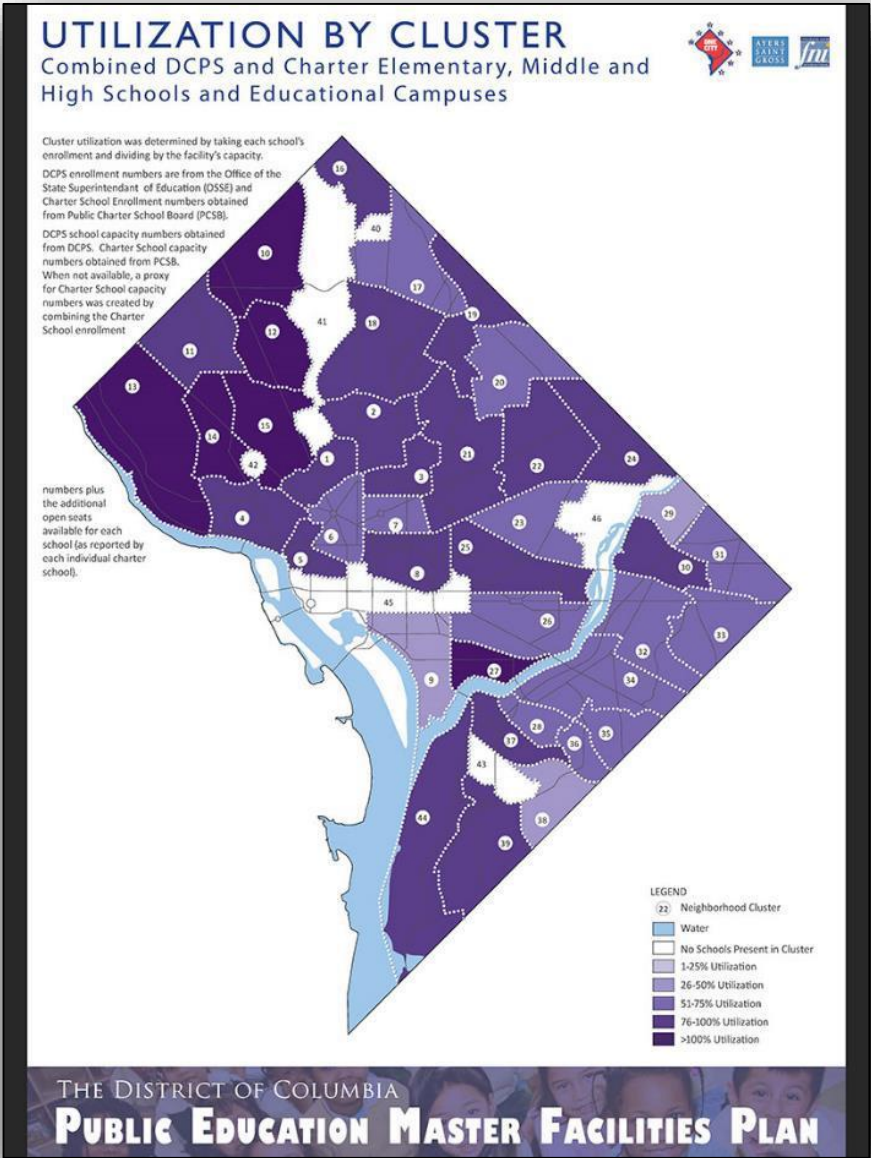 UTILIZATION BY CLUSTER
Combined DCPS and Charter Elementary, Middle and
High Schools and Educational Campuses
ONE
CITY
AYERS
SAINT
GROSS
fni
Cluster utilization was determined by taking each school's
enrollment and dividing by the facility's capacity.
DCPS enrollment numbers are from the Office of the
State Superintendant of Education (OSSE) and
Charter School Enrollment numbers obtained
from Public Charter School Board (PCSB).
DCPS school capacity numbers obtained
from DCPS. Charter School capacity
numbers obtained from PCSB.
When not available, a proxy
for Charter School capacity
numbers was created by
combining the Charter
School enrollment
numbers plus
the additional
open seats
available for each
school (as reported by
each individual charter
school).
16
40
10
17
41
19
18
12
11
20
13
2
15
14
21
1
42
22
24
3
29
4
23
46
7
6
25
31
5
10
8
45
26
33
32
27
9
34
28
35
37
36
43
44
38
39
LEGEND
22 Neighborhood Cluster
Water
No Schools Present in Cluster
1-25% Utilization
26-50% Utilization
51-75% Utilization
76-100% Utilization
>100% Utilization
THE DISTRICT OF COLUMBIA
PUBLIC EDUCATION MASTER FACILITIES PLAN